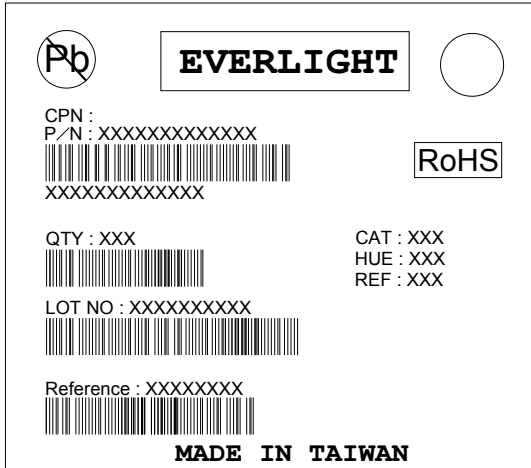 Pb
EVERLIGHT
CPN :
P/N : XXXXXXXXXXXXX
RoHS
XXXXXXXXXXXXX
QTY : XXX
CAT : XXX
HUE : XXX
REF : XXX
LOT NO : XXXXXXXXXX
Reference : XXXXXXXX
MADE IN TAIWAN